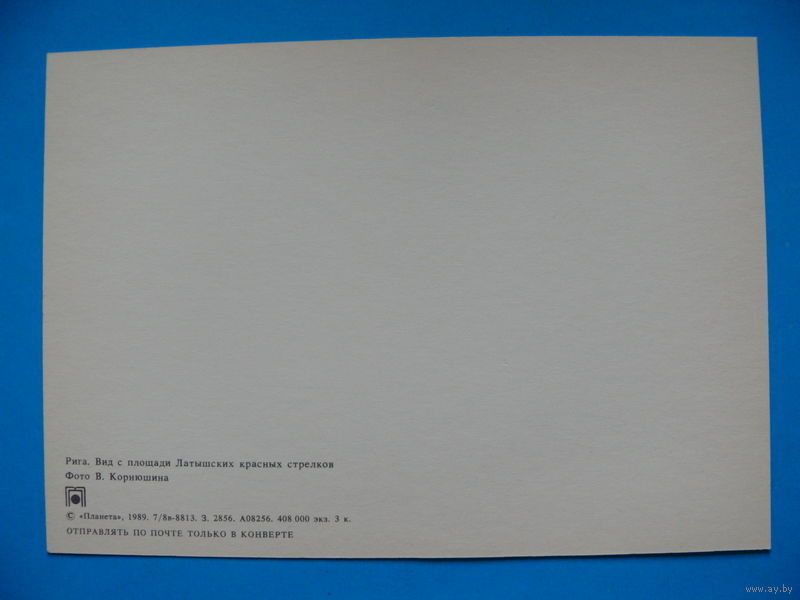 Рига. Вид с площади Латышских красных стрелков
Фото В. Корнюшина
© «Планета», 1989. 7/8в-8813. З. 2856. А08256. 408 000 экз. 3 к.
ОТПРАВЛЯТЬ ПО ПОЧТЕ ТОЛЬКО В КОНВЕРТЕ
www.ay.by